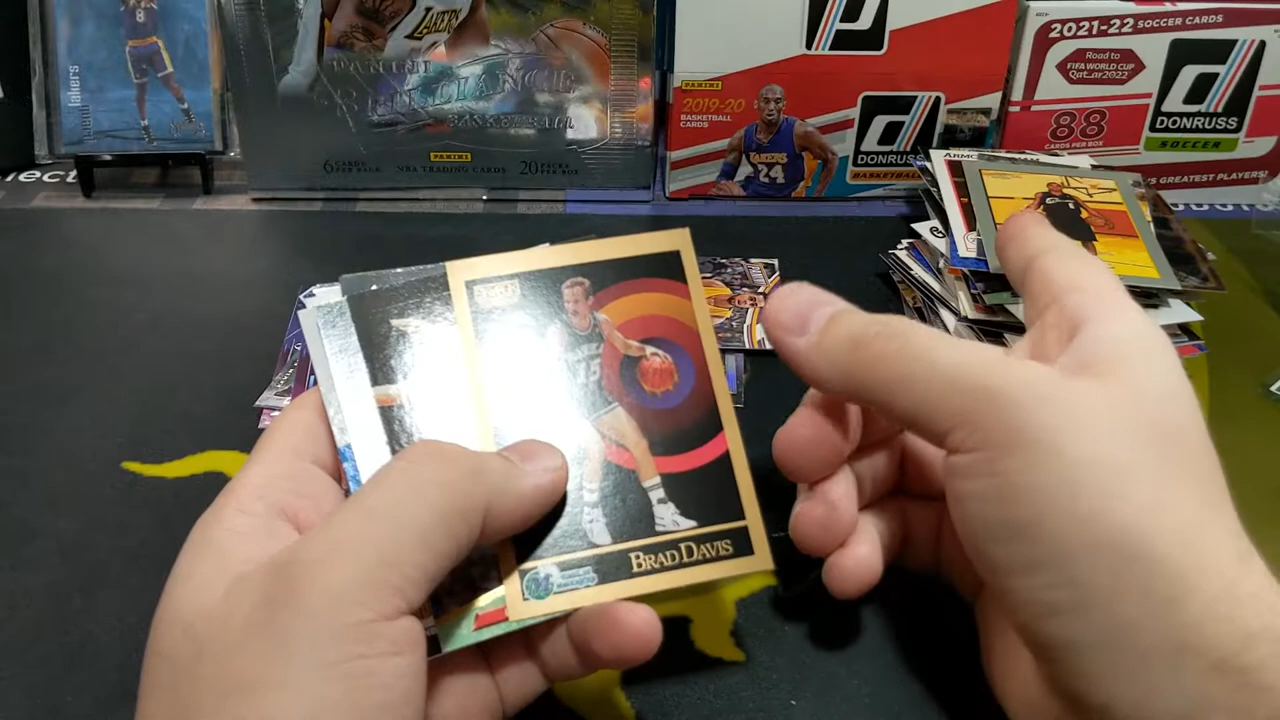 8
lakers
LAKERS
PANINI
BRILLIANCE
BASKETBALL
6 CARDS
PER PACK
PANINI
NBA TRADING CARDS
20 PACKS
PER BOX
PANINI
2019-20
BASKETBALL
CARDS
LAKERS
24
DONRUSS
BASKETBALL
2021-22 SOCCER CARDS
Road to
FIFA WORLD CUP
Qatar2022
88
CARDS PER BOX
DONRUSS
SOCCER
'S GREATEST PLAYERS!
BRAD DAVIS